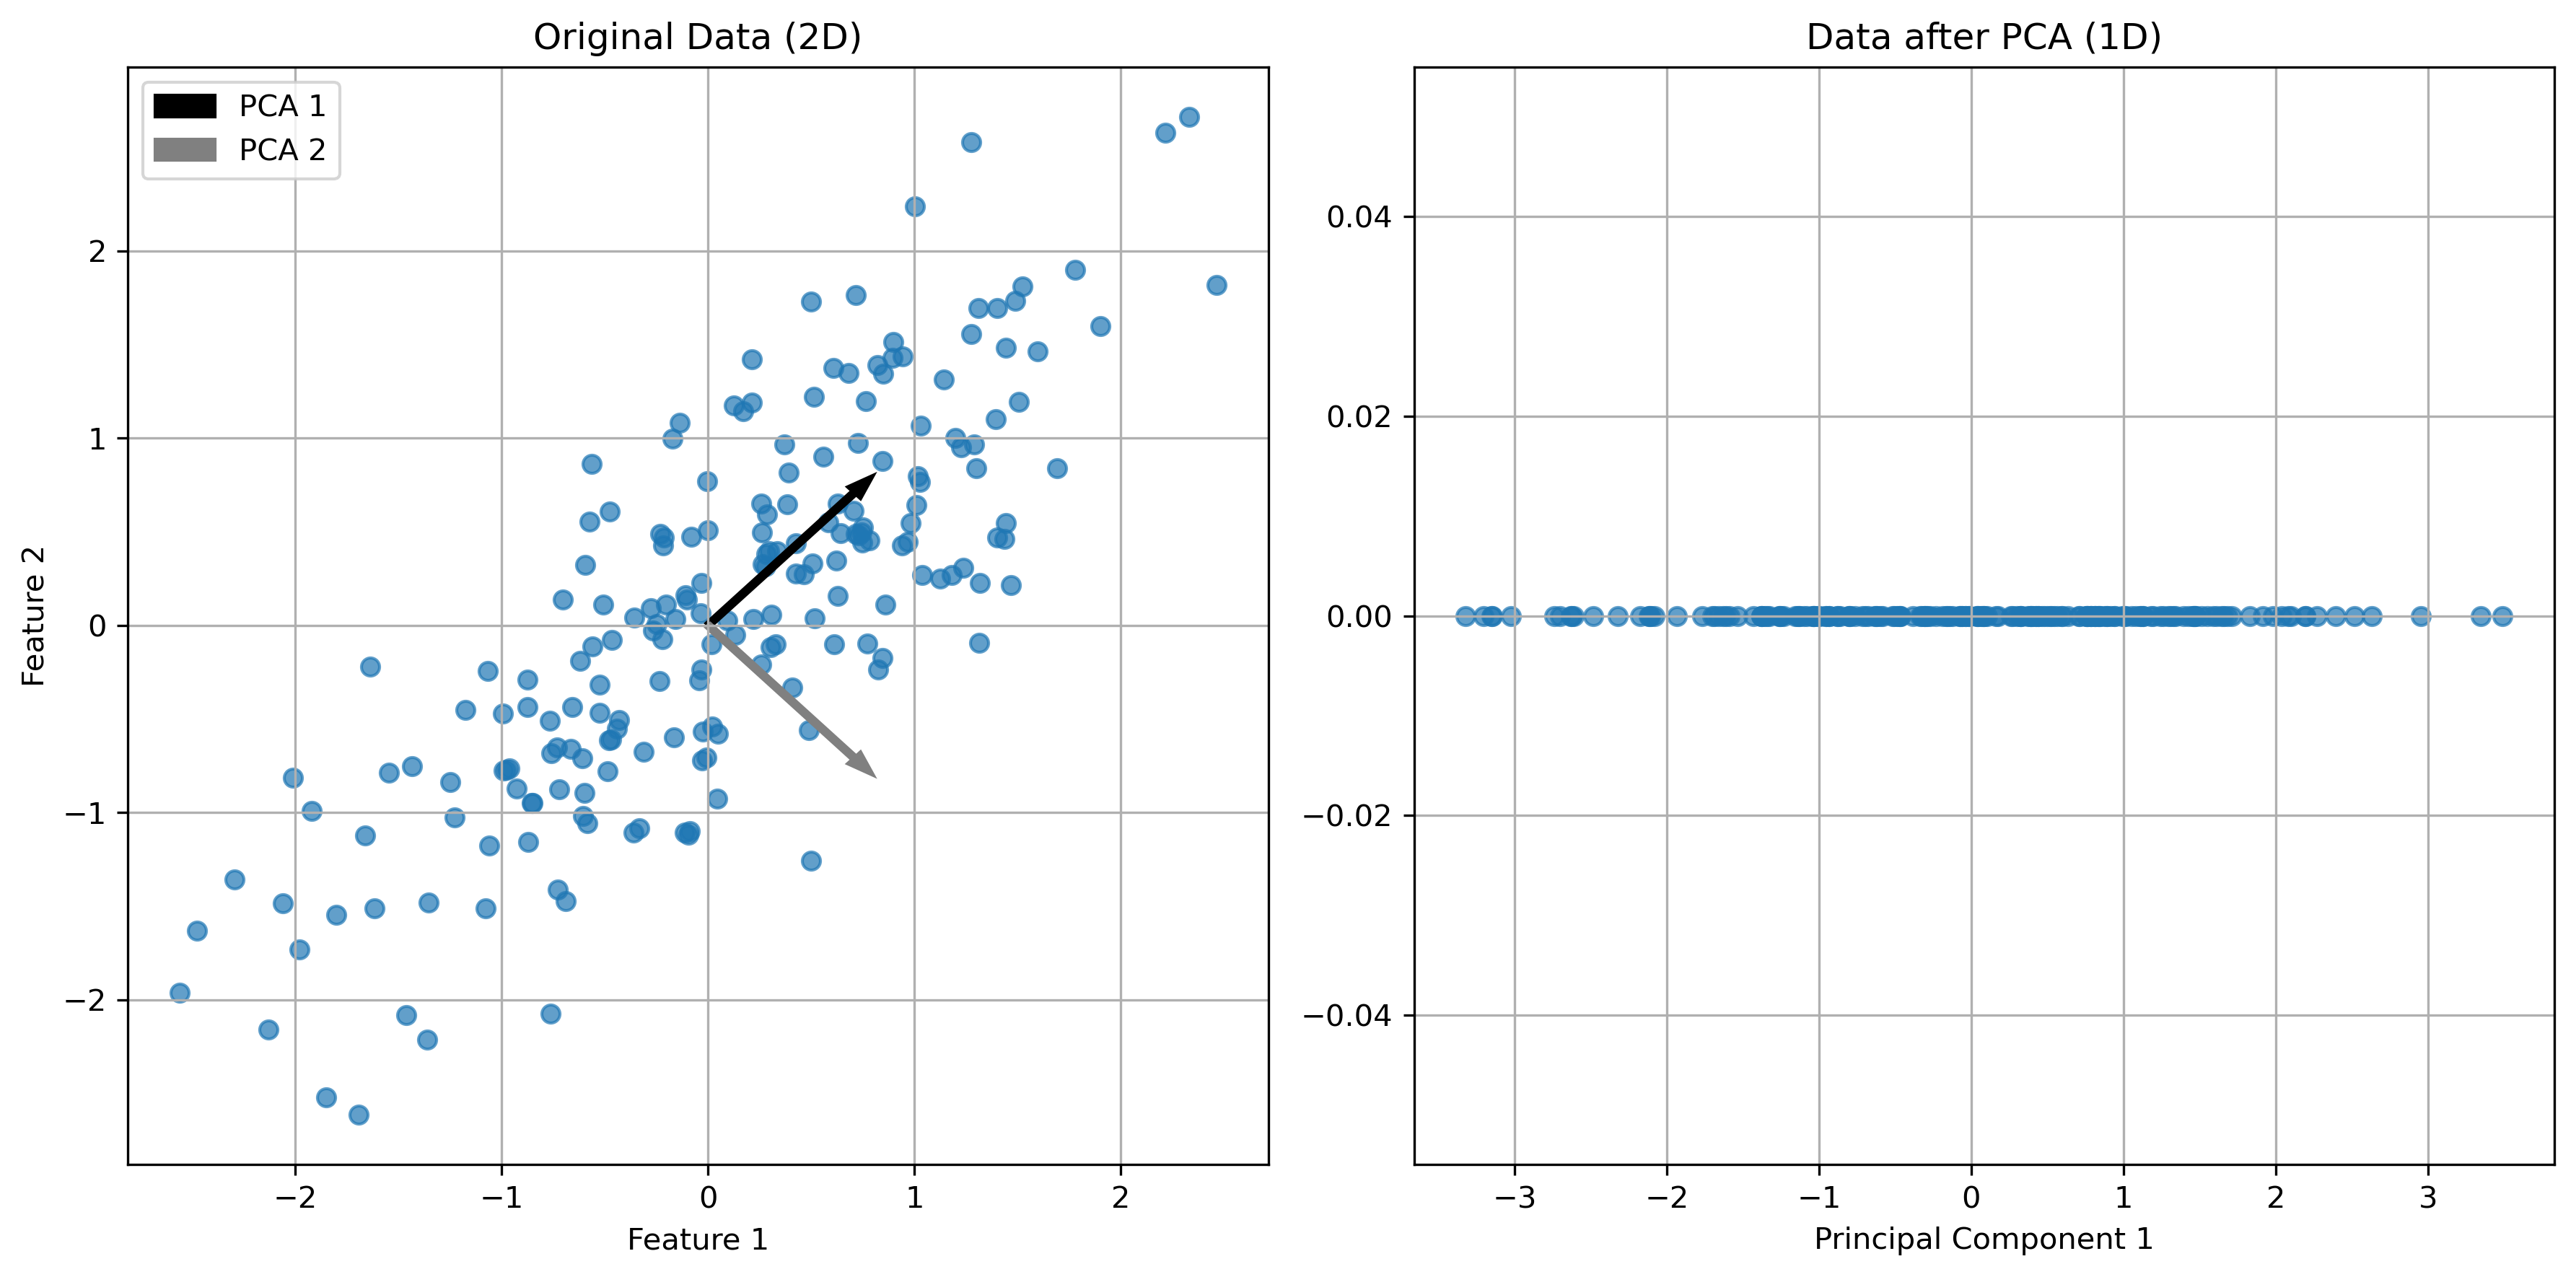 Original Data (2D)
PCA 1
PCA 2
2
1
0
−1
−2
Feature 2
−2 −1 0 1 2
Feature 1
Data after PCA (1D)
0.04
0.02
0.00
−0.02
−0.04
−3 −2 −1 0 1 2 3
Principal Component 1